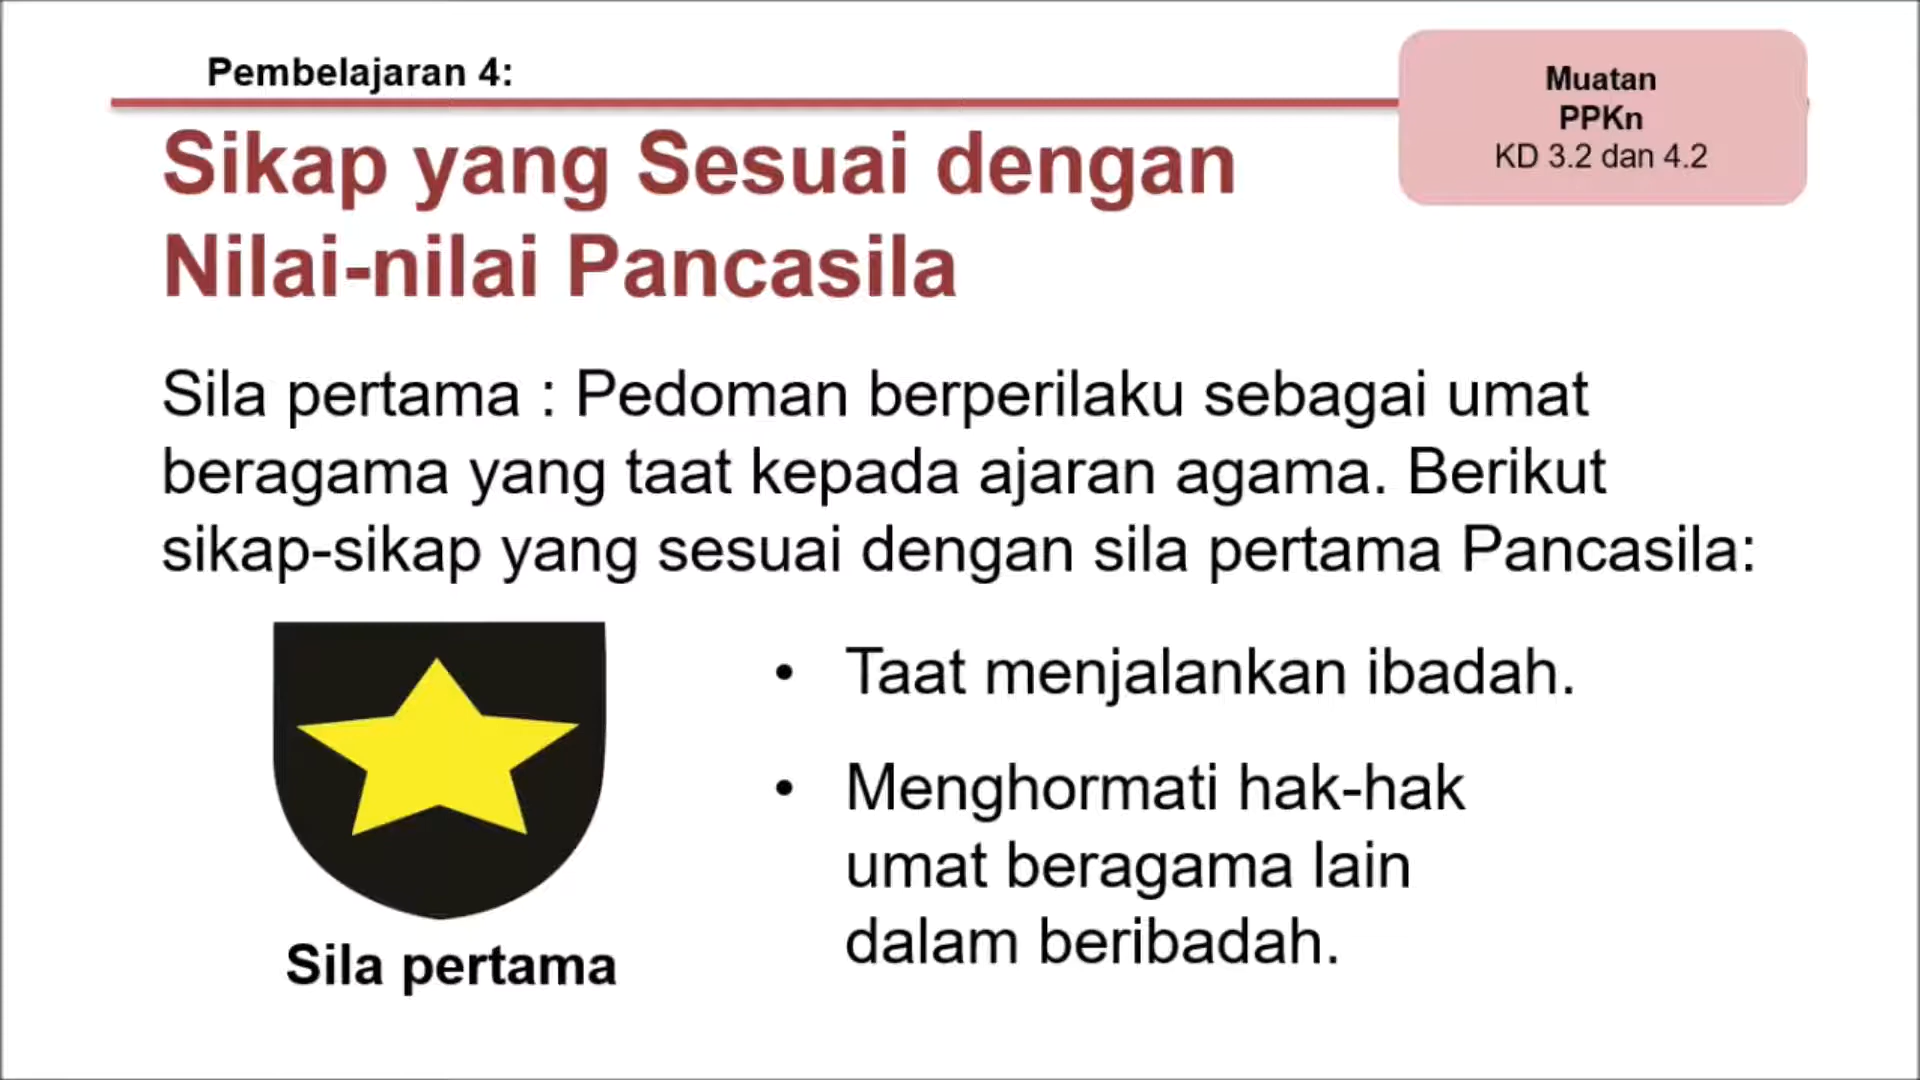 Pembelajaran 4:
Muatan
PPKn
KD 3.2 dan 4.2
Sikap yang Sesuai dengan
Nilai-nilai Pancasila
Sila pertama : Pedoman berperilaku sebagai umat
beragama yang taat kepada ajaran agama. Berikut
sikap-sikap yang sesuai dengan sila pertama Pancasila:
• Taat menjalankan ibadah.
• Menghormati hak-hak
umat beragama lain
dalam beribadah.
Sila pertama